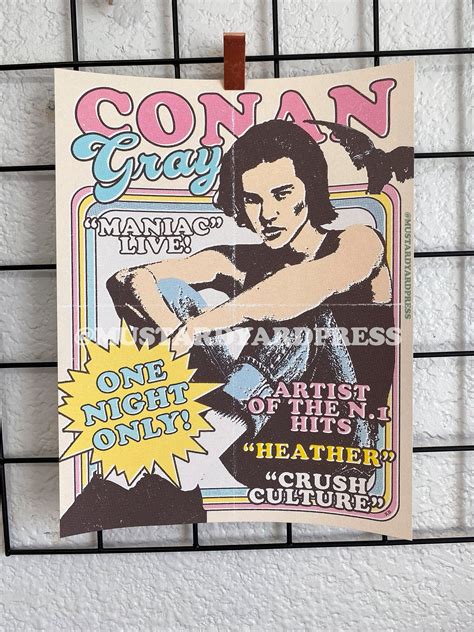 CONAN
Gray
"MANIAC"
LIVE!
#MUSTARDYARDPRESS
@MUSTARDYARDPRESS
ONE
NIGHT
ONLY!
ARTIST
OF THE N.1
HITS
"HEATHER"
"CRUSH
CULTURE"